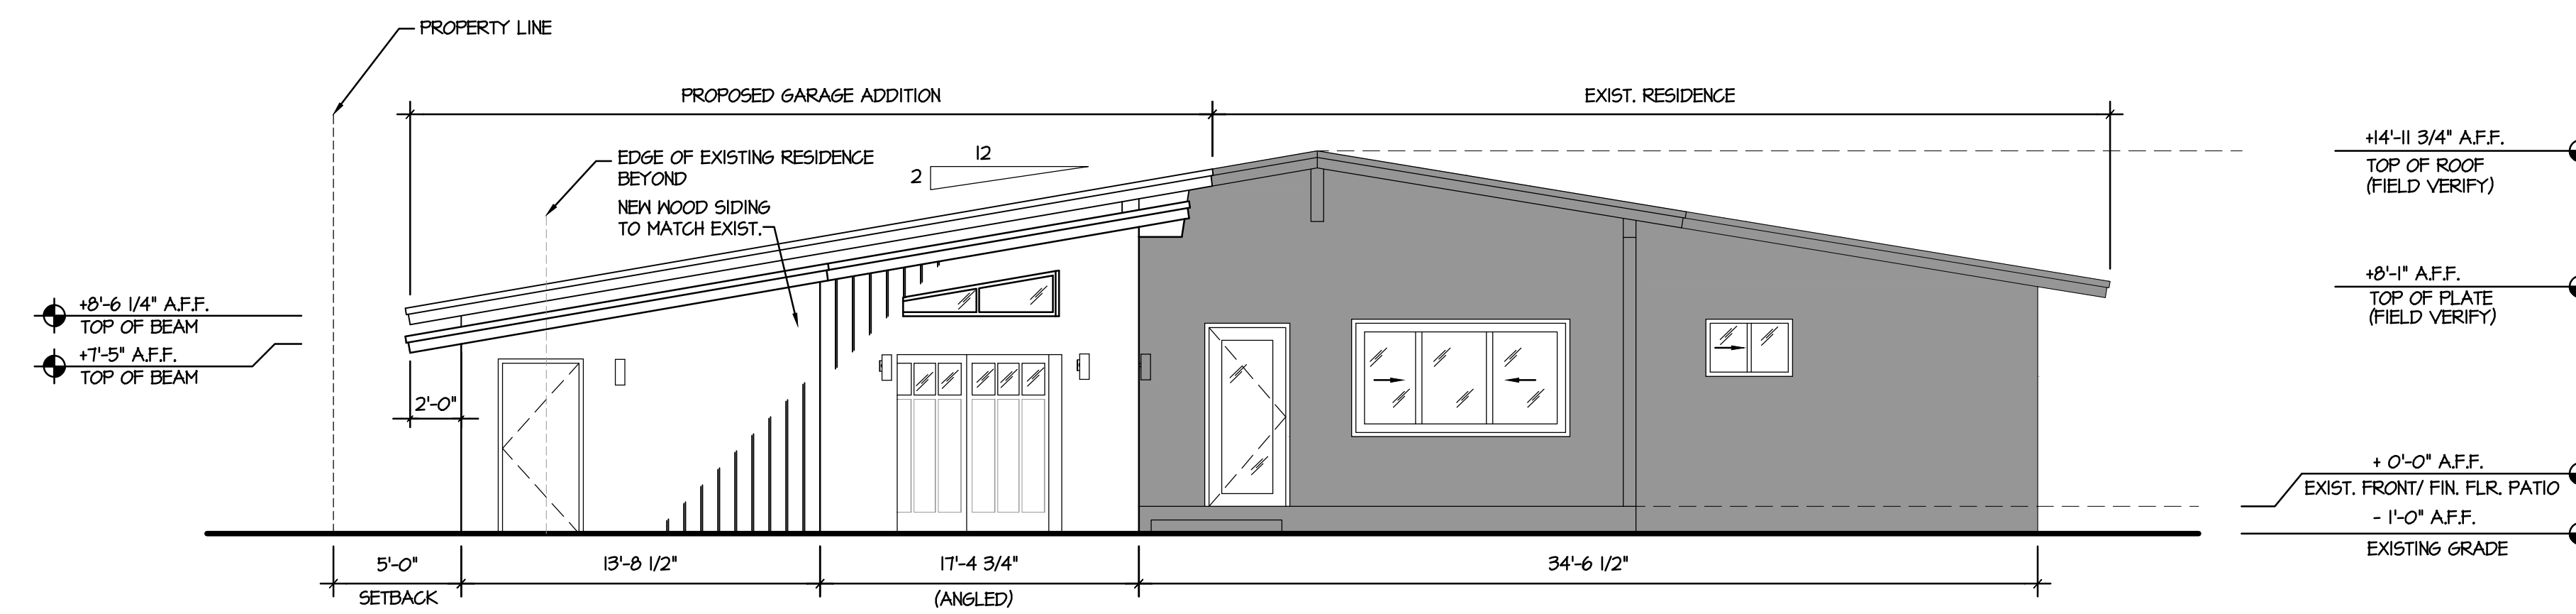 PROPERTY LINE
PROPOSED GARAGE ADDITION
EXIST. RESIDENCE
EDGE OF EXISTING RESIDENCE
BEYOND
12
2
NEW WOOD SIDING
TO MATCH EXIST.
+8'-6 1/4" A.F.F.
TOP OF BEAM
+7'-5" A.F.F.
TOP OF BEAM
2'-0"
+14'-11 3/4" A.F.F.
TOP OF ROOF
(FIELD VERIFY)
+8'-1" A.F.F.
TOP OF PLATE
(FIELD VERIFY)
+ 0'-0" A.F.F.
EXIST. FRONT/ FIN. FLR. PATIO
- 1'-0" A.F.F.
EXISTING GRADE
5'-0"
SETBACK
13'-8 1/2"
17'-4 3/4"
(ANGLED)
34'-6 1/2"